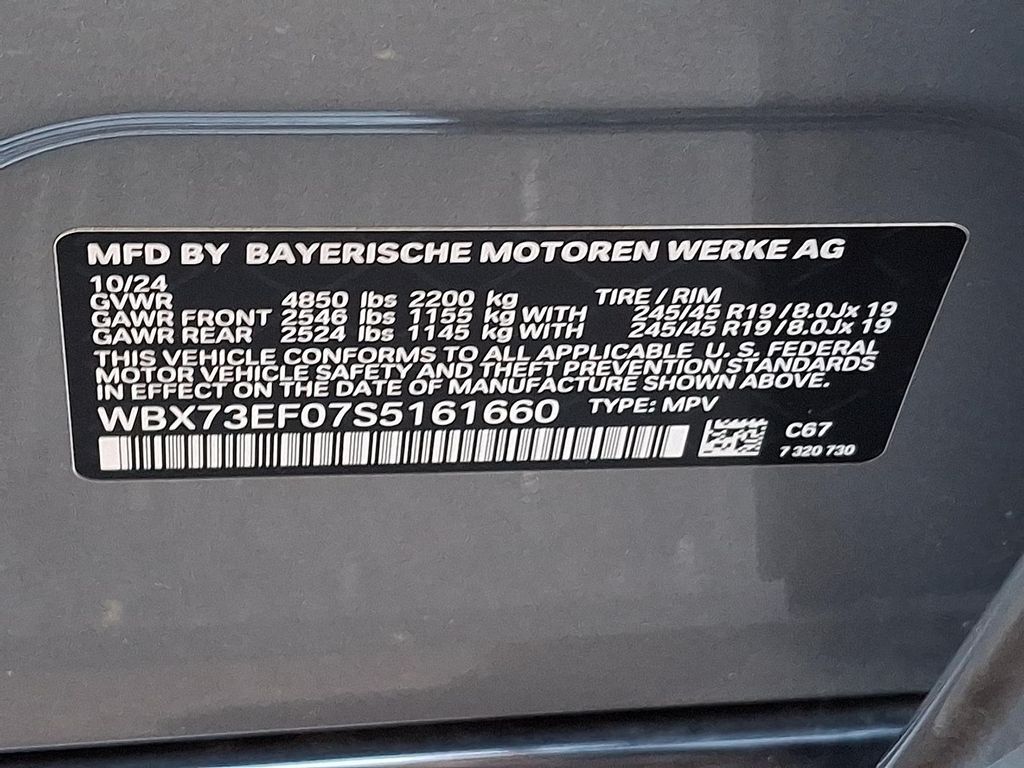 MFD BY BAYERISCHE MOTOREN WERKE AG
10/24
GVWR 4850 lbs 2200 kg TIRE / RIM
GAWR FRONT 2546 lbs 1155 kg WITH 245/45 R19 / 8.0Jx 19
GAWR REAR 2524 lbs 1145 kg WITH 245/45 R19 / 8.0Jx 19
THIS VEHICLE CONFORMS TO ALL APPLICABLE U. S. FEDERAL
MOTOR VEHICLE SAFETY AND THEFT PREVENTION STANDARDS
IN EFFECT ON THE DATE OF MANUFACTURE SHOWN ABOVE.
WBX73EF07S5161660 TYPE: MPV
C67
7 320 730